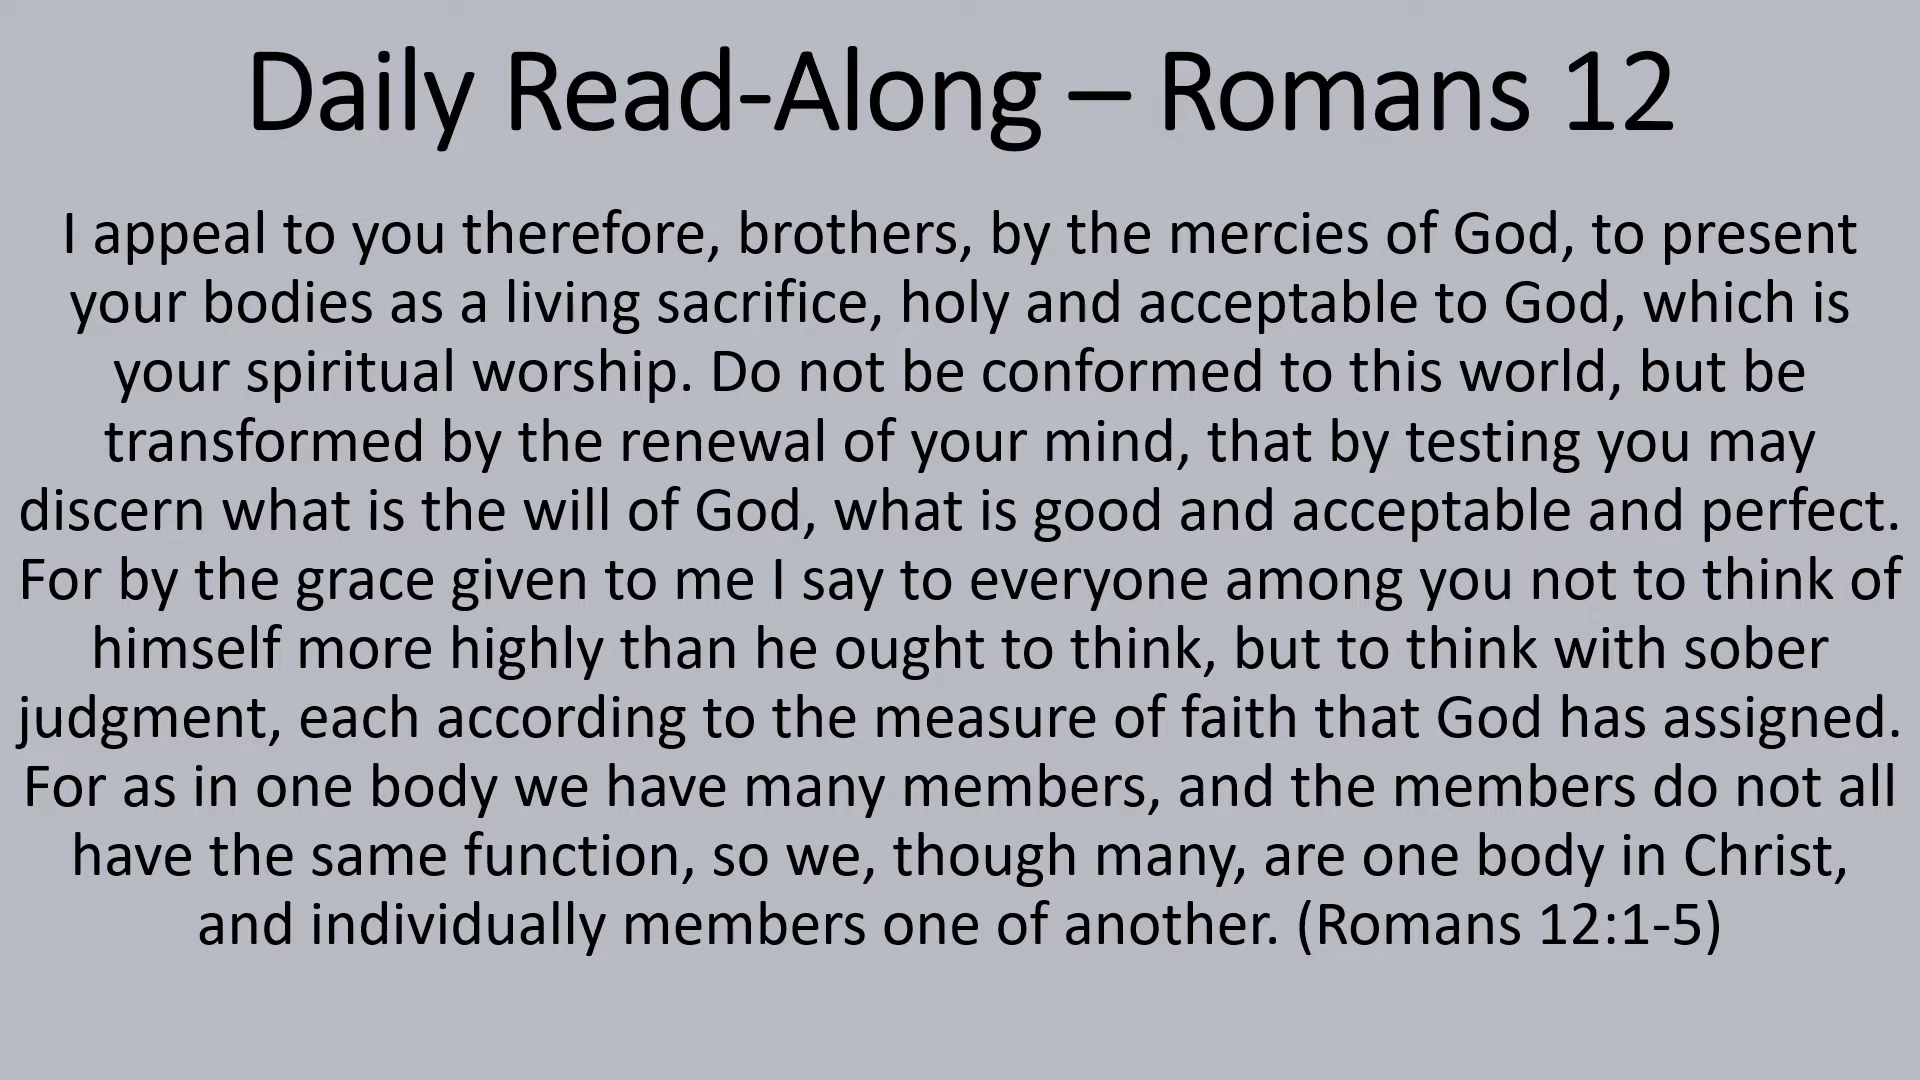 Daily Read-Along – Romans 12
I appeal to you therefore, brothers, by the mercies of God, to present
your bodies as a living sacrifice, holy and acceptable to God, which is
your spiritual worship. Do not be conformed to this world, but be
transformed by the renewal of your mind, that by testing you may
discern what is the will of God, what is good and acceptable and perfect.
For by the grace given to me I say to everyone among you not to think of
himself more highly than he ought to think, but to think with sober
judgment, each according to the measure of faith that God has assigned.
For as in one body we have many members, and the members do not all
have the same function, so we, though many, are one body in Christ,
and individually members one of another. (Romans 12:1-5)